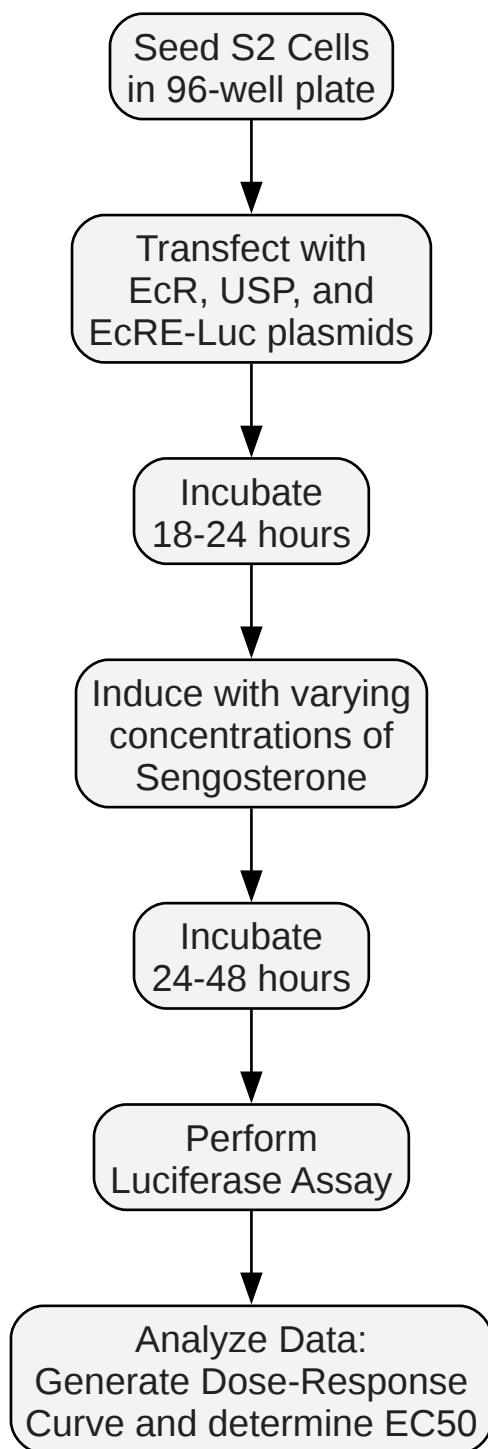 Seed S2 Cells
in 96-well plate
Transfect with
EcR, USP, and
EcRE-Luc plasmids
Incubate
18-24 hours
Induce with varying
concentrations of
Sengosterone
Incubate
24-48 hours
Perform
Luciferase Assay
Analyze Data:
Generate Dose-Response
Curve and determine EC50